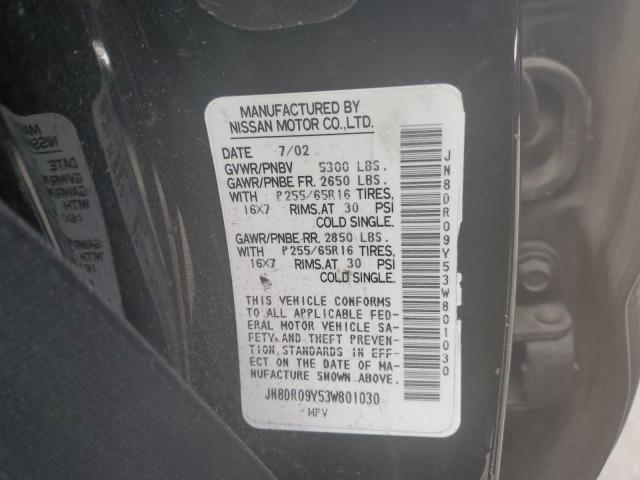 MANUFACTURED BY
NISSAN MOTOR CO.,LTD.
DATE 7/02
GVWR/PNBV 5300 LBS.
GAWR/PNBE FR. 2650 LBS.
WITH P255/65R16 TIRES,
16X7 RIMS.AT 30 PSI
COLD SINGLE.
GAWR/PNBE RR. 2850 LBS.
WITH P255/65R16 TIRES,
16X7 RIMS.AT 30 PSI
COLD SINGLE.
THIS VEHICLE CONFORMS
TO ALL APPLICABLE FED-
ERAL MOTOR VEHICLE SA-
FETY AND THEFT PREVEN-
TION STANDARDS IN EFF-
ECT ON THE DATE OF MA-
NUFACTURE SHOWN ABOVE.
JN8DR09Y53W801030
MPV
JN8DR09Y53W801030